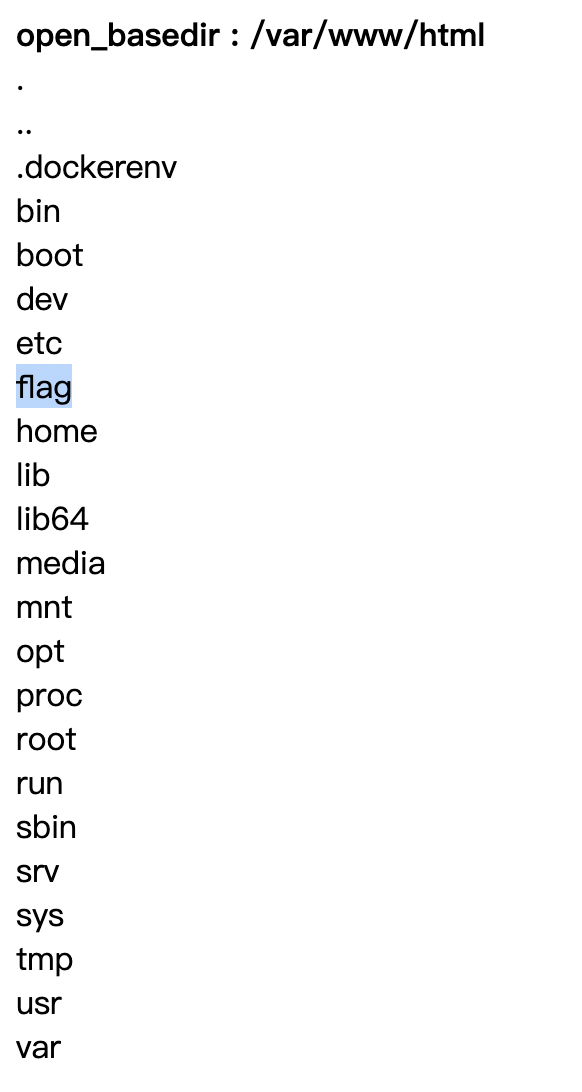 open_basedir : /var/www/html
.
..
.dockerenv
bin
boot
dev
etc
flag
home
lib
lib64
media
mnt
opt
proc
root
run
sbin
srv
sys
tmp
usr
var